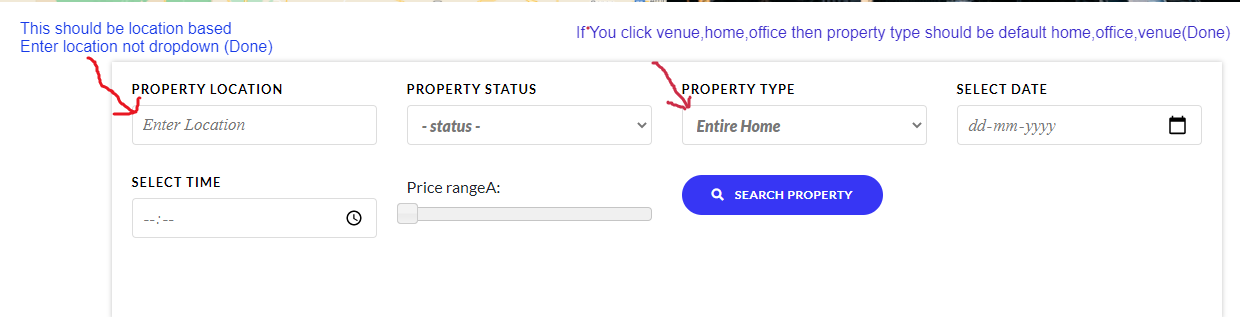 This should be location based
Enter location not dropdown (Done)
If*You click venue,home,office then property type should be default home,office,venue(Done)
PROPERTY LOCATION
PROPERTY STATUS
PROPERTY TYPE
SELECT DATE
Enter Location
- status -
Entire Home
dd-mm-yyyy
SELECT TIME
Price rangeA:
SEARCH PROPERTY
--:--